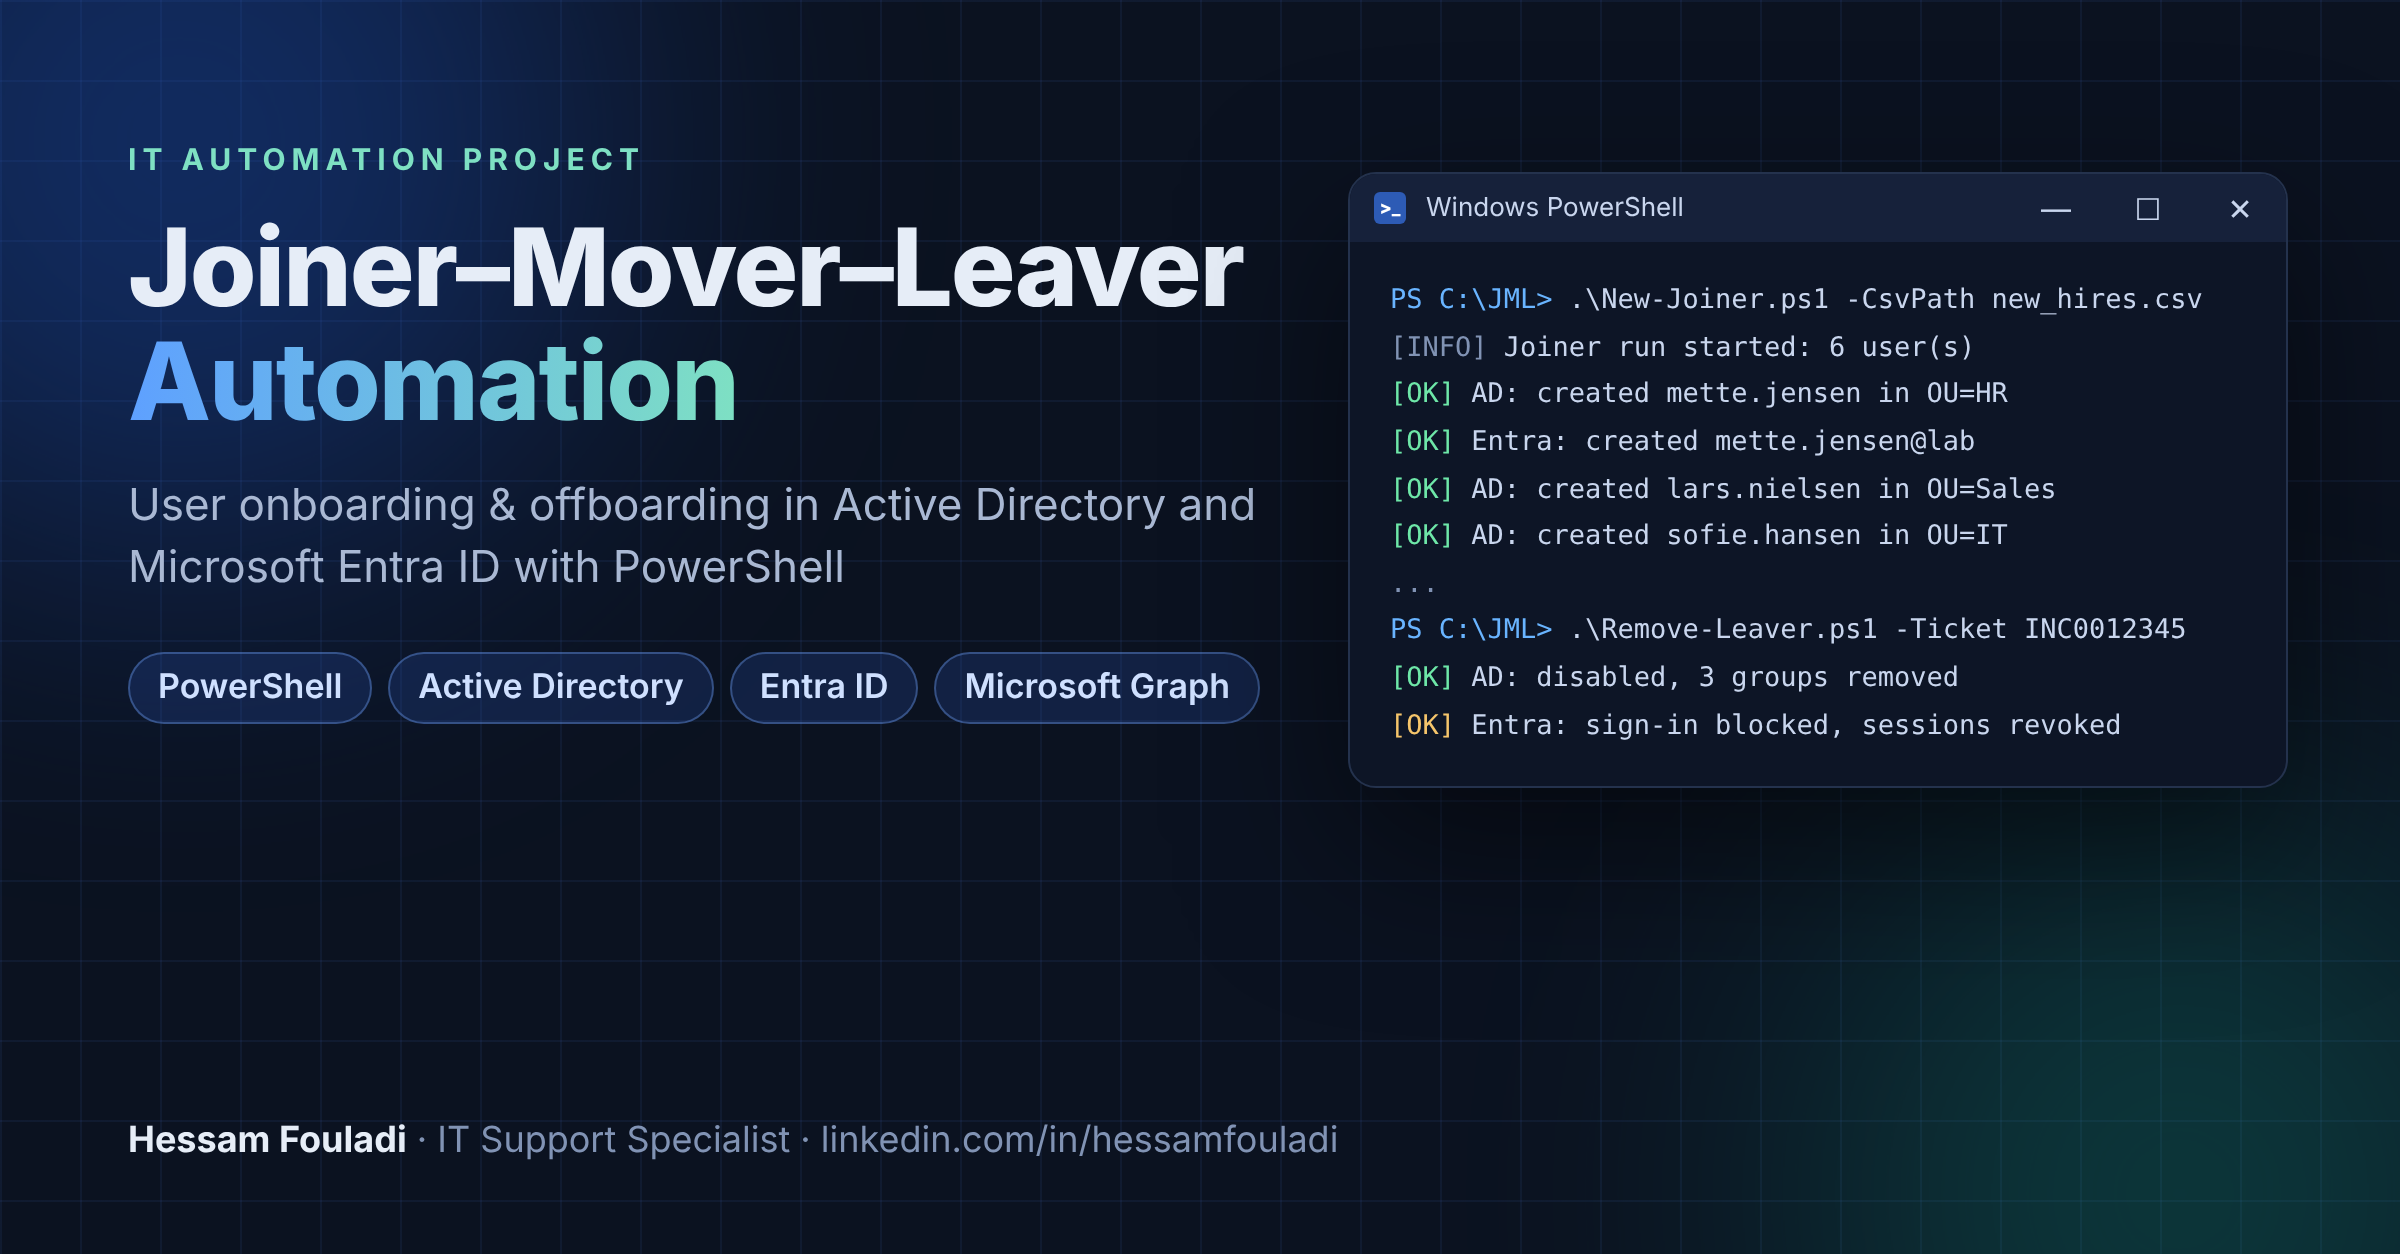 IT AUTOMATION PROJECT
Joiner–Mover–Leaver
Automation
User onboarding & offboarding in Active Directory and
Microsoft Entra ID with PowerShell
PowerShell
Active Directory
Entra ID
Microsoft Graph
>_ Windows PowerShell
PS C:\JML> .\New-Joiner.ps1 -CsvPath new_hires.csv
[INFO] Joiner run started: 6 user(s)
[OK] AD: created mette.jensen in OU=HR
[OK] Entra: created mette.jensen@lab
[OK] AD: created lars.nielsen in OU=Sales
[OK] AD: created sofie.hansen in OU=IT
...
PS C:\JML> .\Remove-Leaver.ps1 -Ticket INC0012345
[OK] AD: disabled, 3 groups removed
[OK] Entra: sign-in blocked, sessions revoked
Hessam Fouladi · IT Support Specialist · linkedin.com/in/hessamfouladi